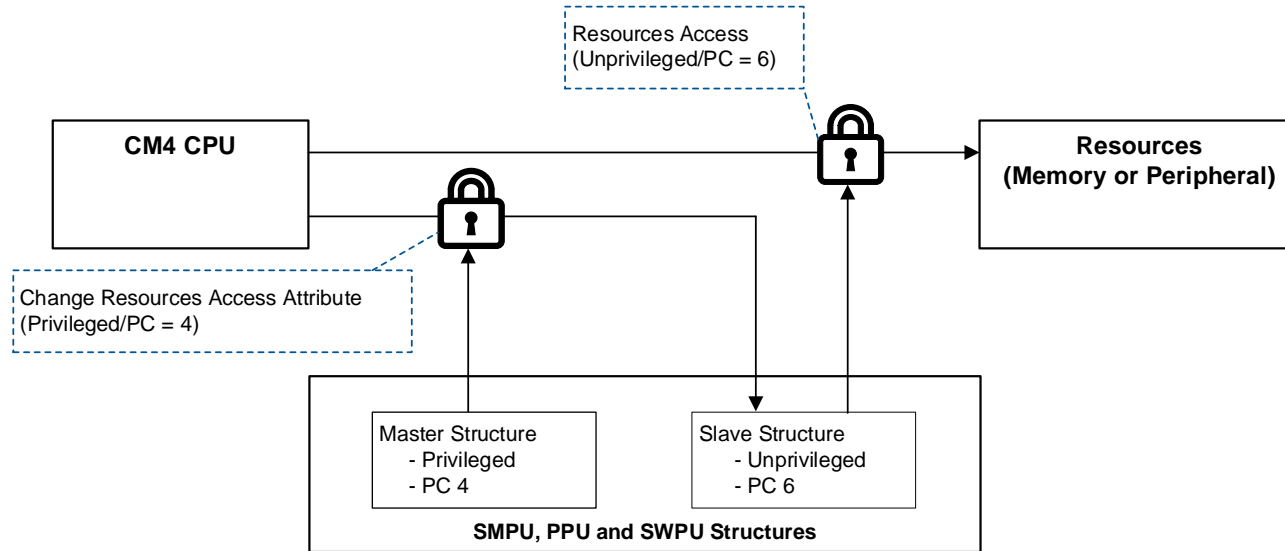 Resources Access
(Unprivileged/PC = 6)
CM4 CPU
Resources
(Memory or Peripheral)
Change Resources Access Attribute
(Privileged/PC = 4)
Master Structure
- Privileged
- PC 4
Slave Structure
- Unprivileged
- PC 6
SMPU, PPU and SWPU Structures